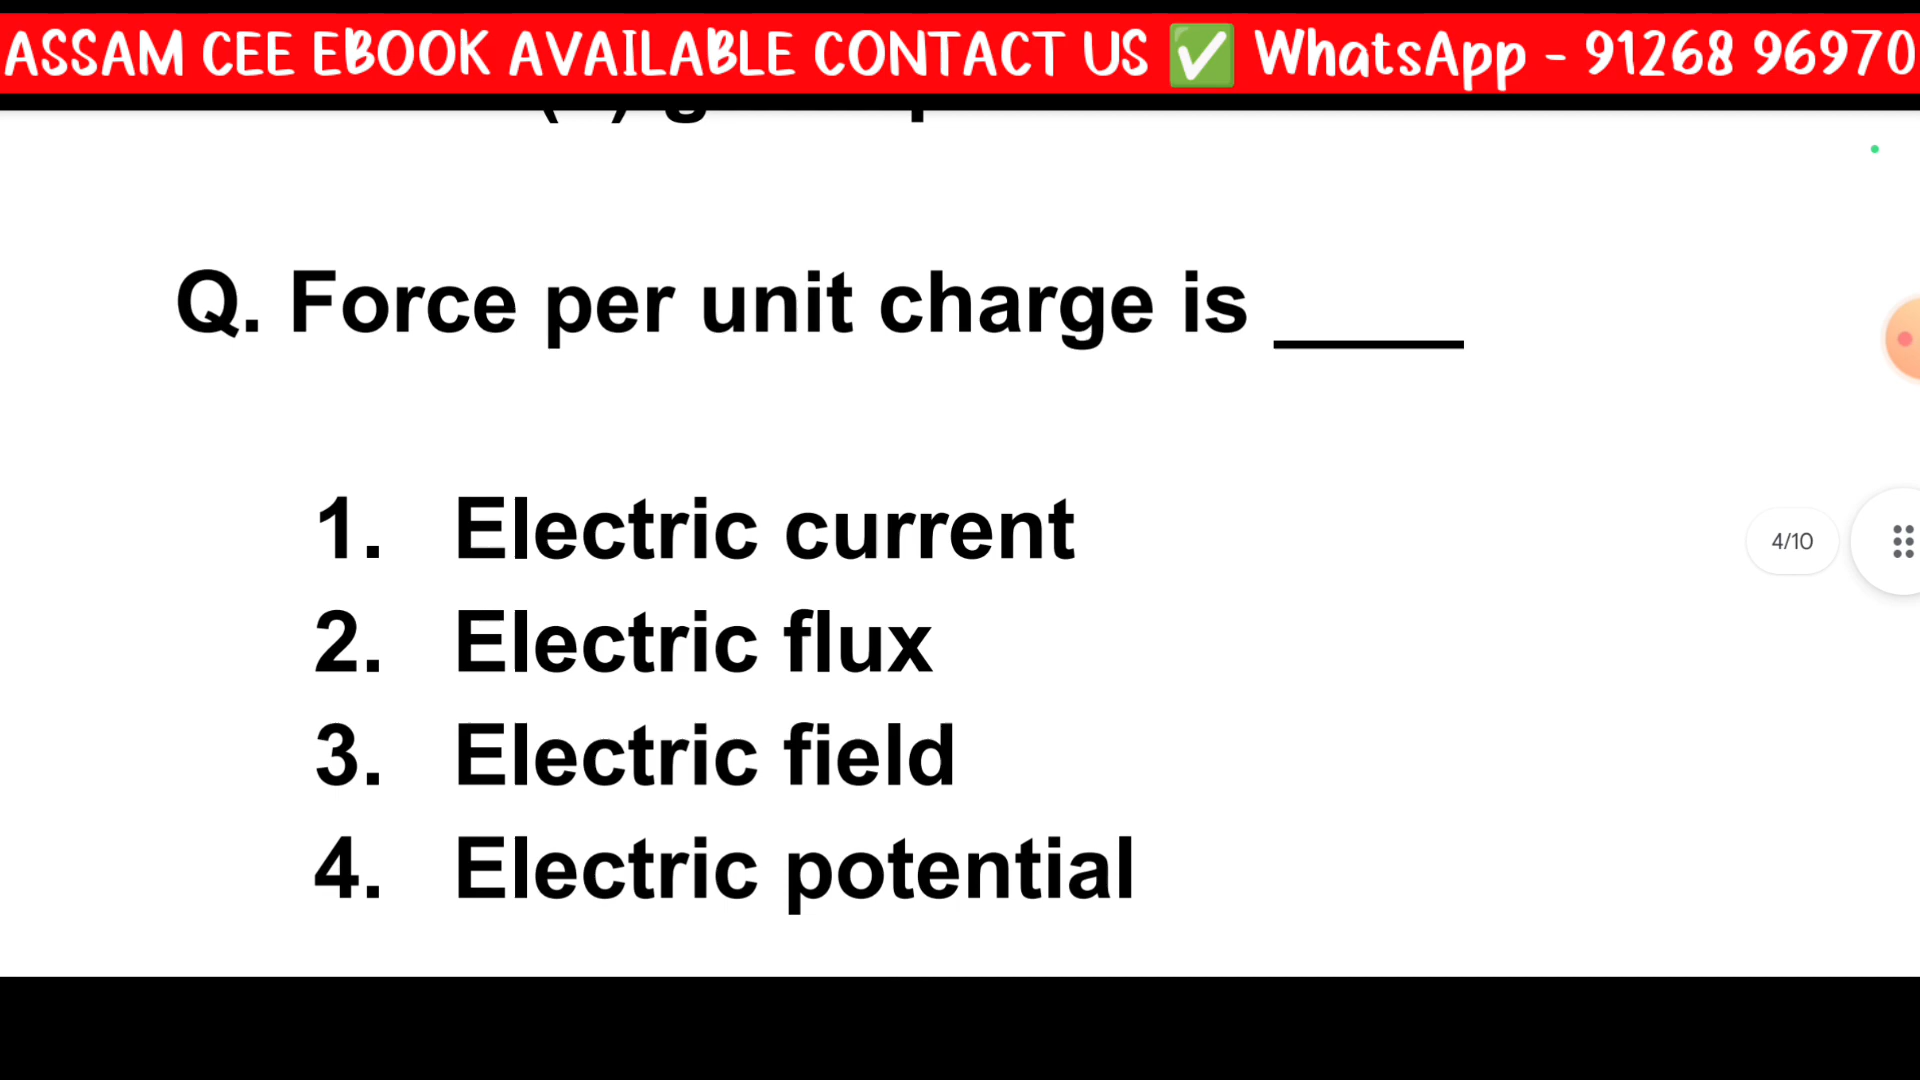 ASSAM CEE EBOOK AVAILABLE CONTACT US ✅ WhatsApp - 91268 96970
Q. Force per unit charge is _____
1. Electric current
2. Electric flux
4/10
3. Electric field
4. Electric potential